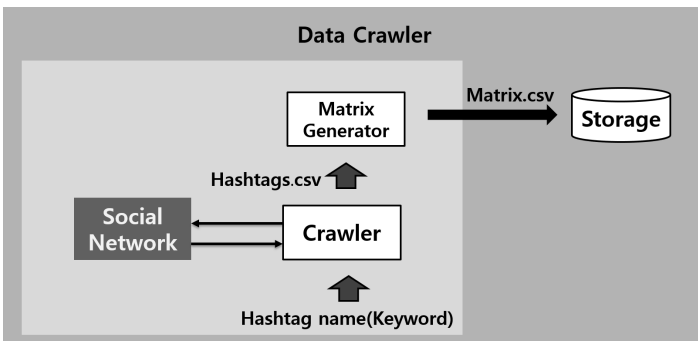 Data Crawler
Matrix.csv
Matrix
Generator
Storage
Hashtags.csv
Social
Network
Crawler
Hashtag name(Keyword)